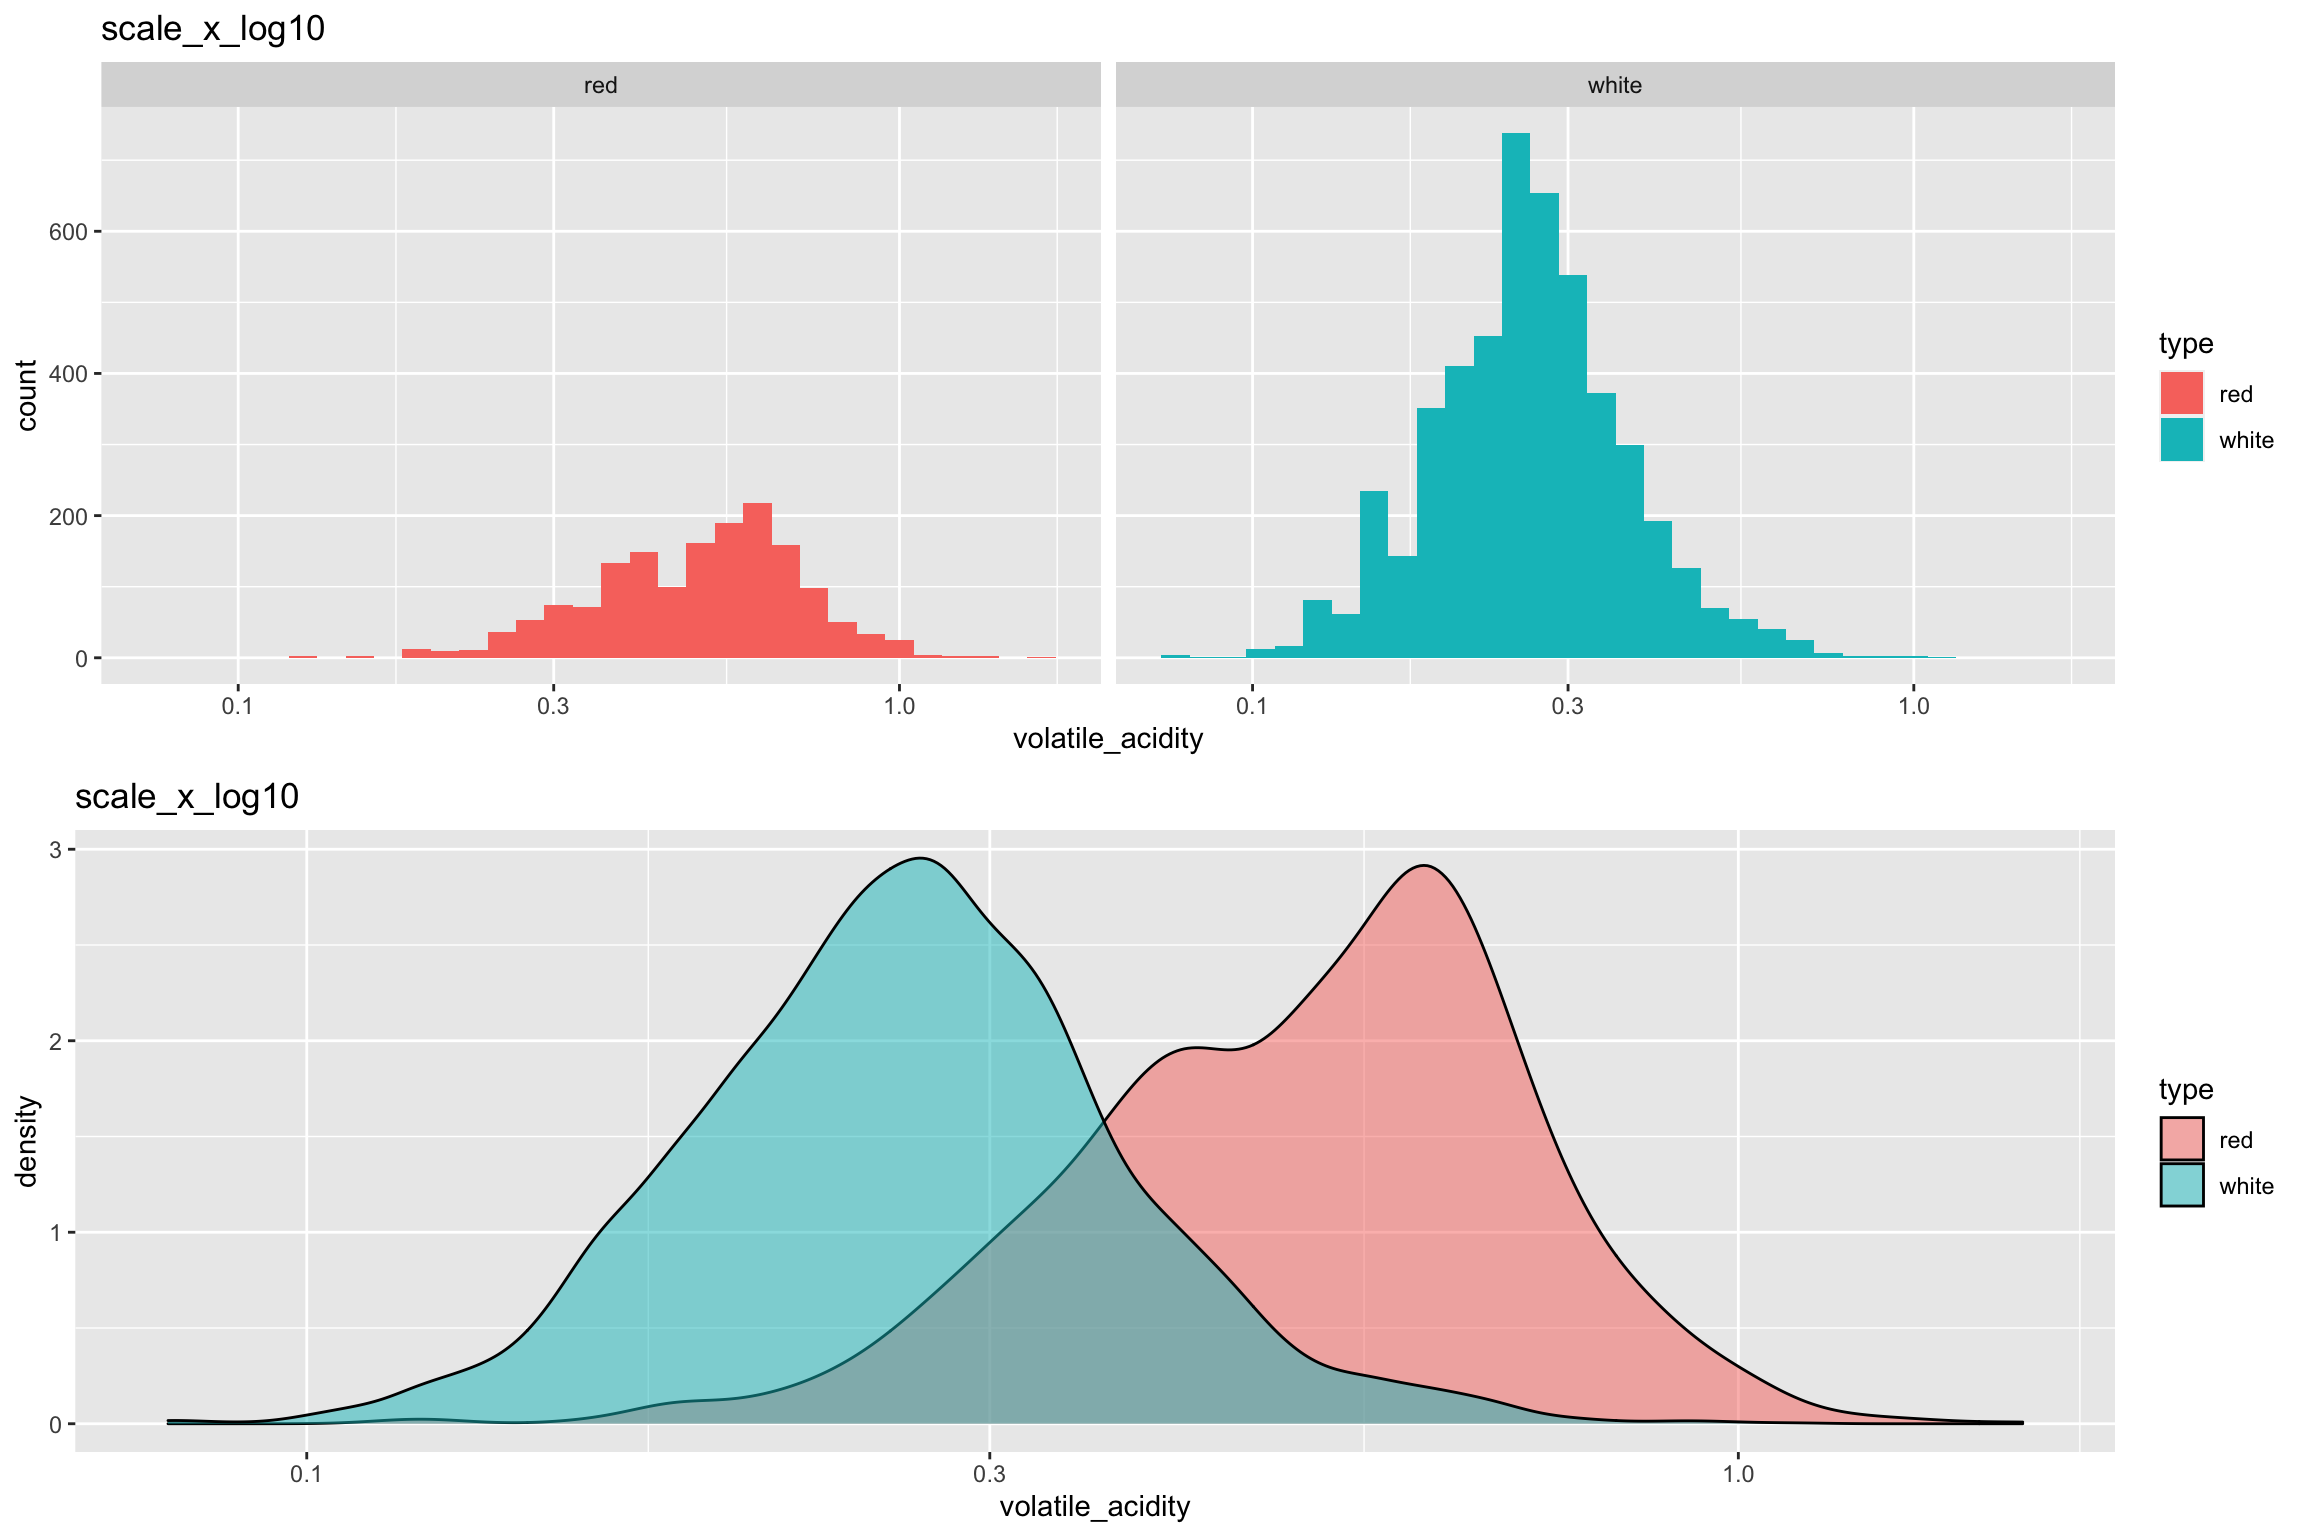 scale_x_log10
red
white
600
400
200
0
count
0.1
0.3
1.0
0.1
0.3
1.0
volatile_acidity
type
red
white
scale_x_log10
3
2
1
0
density
0.1
0.3
1.0
volatile_acidity
type
red
white